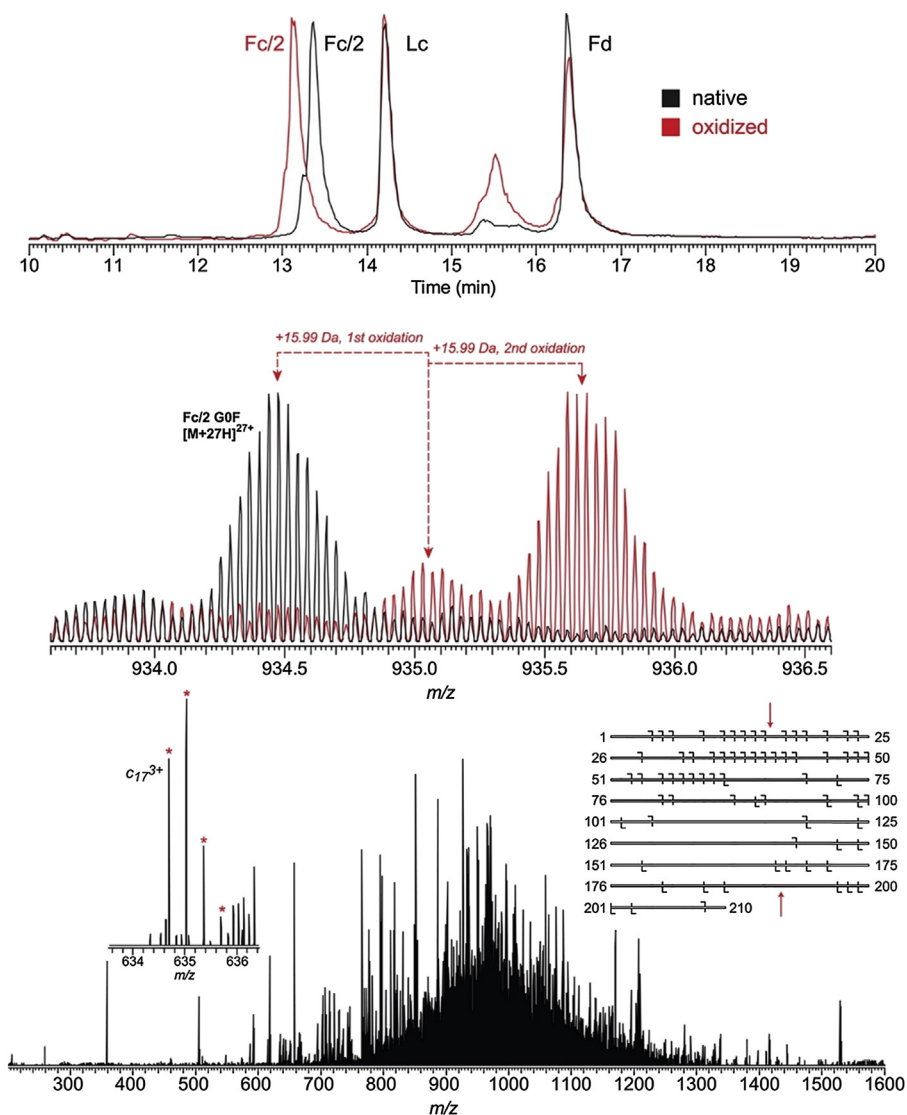 Fc/2 Fc/2 Lc Fd
native
oxidized
10 11 12 13 14 15 16 17 18 19 20
Time (min)
+15.99 Da, 1st oxidation
+15.99 Da, 2nd oxidation
Fc/2 G0F
[M+27H]27+
934.0 934.5 935.0 935.5 936.0 936.5
m/z
* * * *
c17 3+
634 635 636
m/z
1 25
26 50
51 75
76 100
101 125
126 150
151 175
176 200
201 210
300 400 500 600 700 800 900 1000 1100 1200 1300 1400 1500 1600
m/z